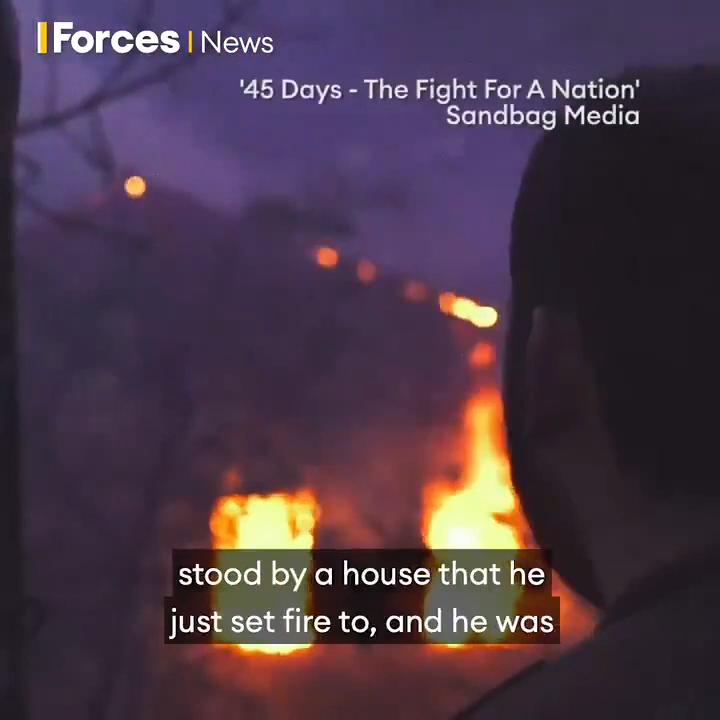 Forces News
'45 Days - The Fight For A Nation'
Sandbag Media
stood by a house that he
just set fire to, and he was